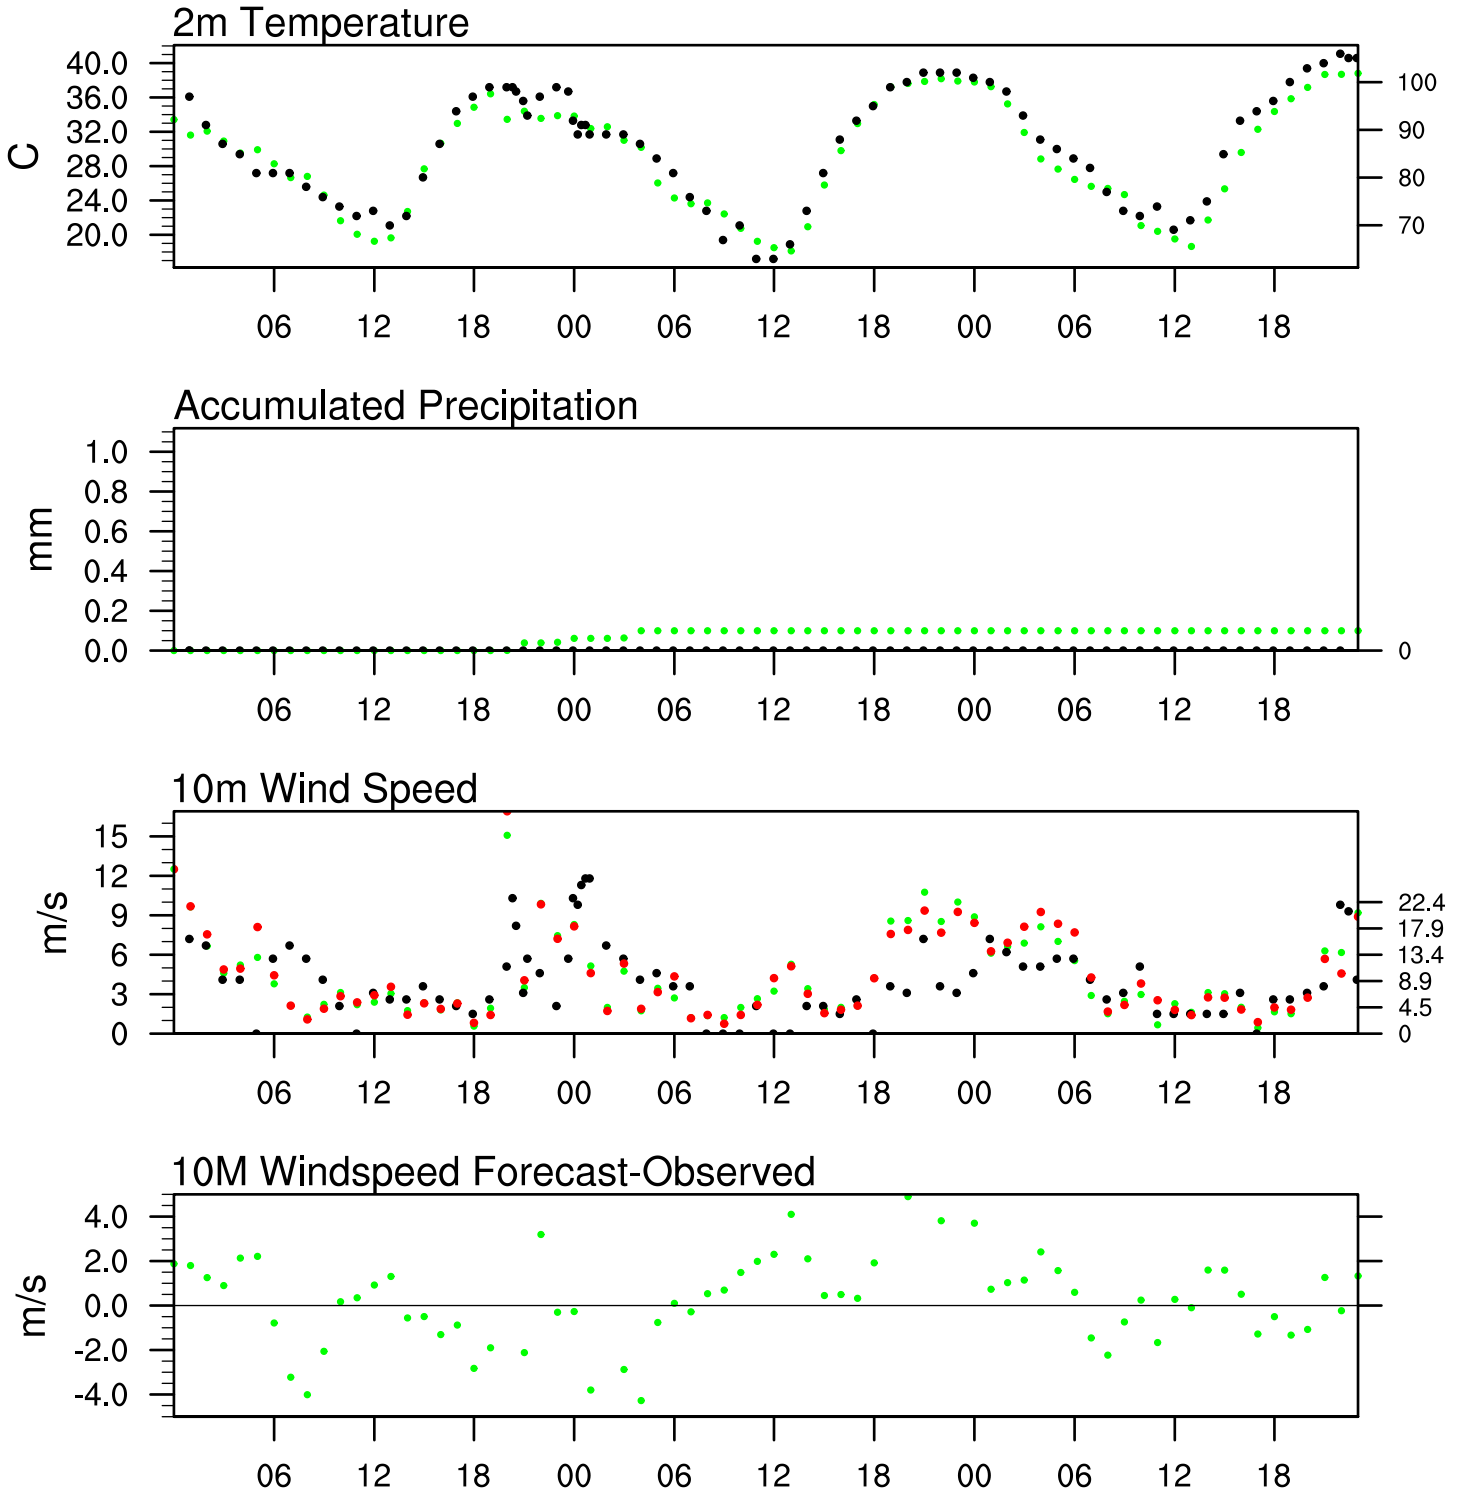 2m Temperature
40.0
36.0
32.0
28.0
24.0
20.0
C
100
90
80
70
06 12 18 00 06 12 18 00 06 12 18
Accumulated Precipitation
1.0
0.8
0.6
0.4
0.2
0.0
mm
0
06 12 18 00 06 12 18 00 06 12 18
10m Wind Speed
15
12
9
6
3
0
m/s
22.4
17.9
13.4
8.9
4.5
0
06 12 18 00 06 12 18 00 06 12 18
10M Windspeed Forecast-Observed
4.0
2.0
0.0
-2.0
-4.0
m/s
06 12 18 00 06 12 18 00 06 12 18